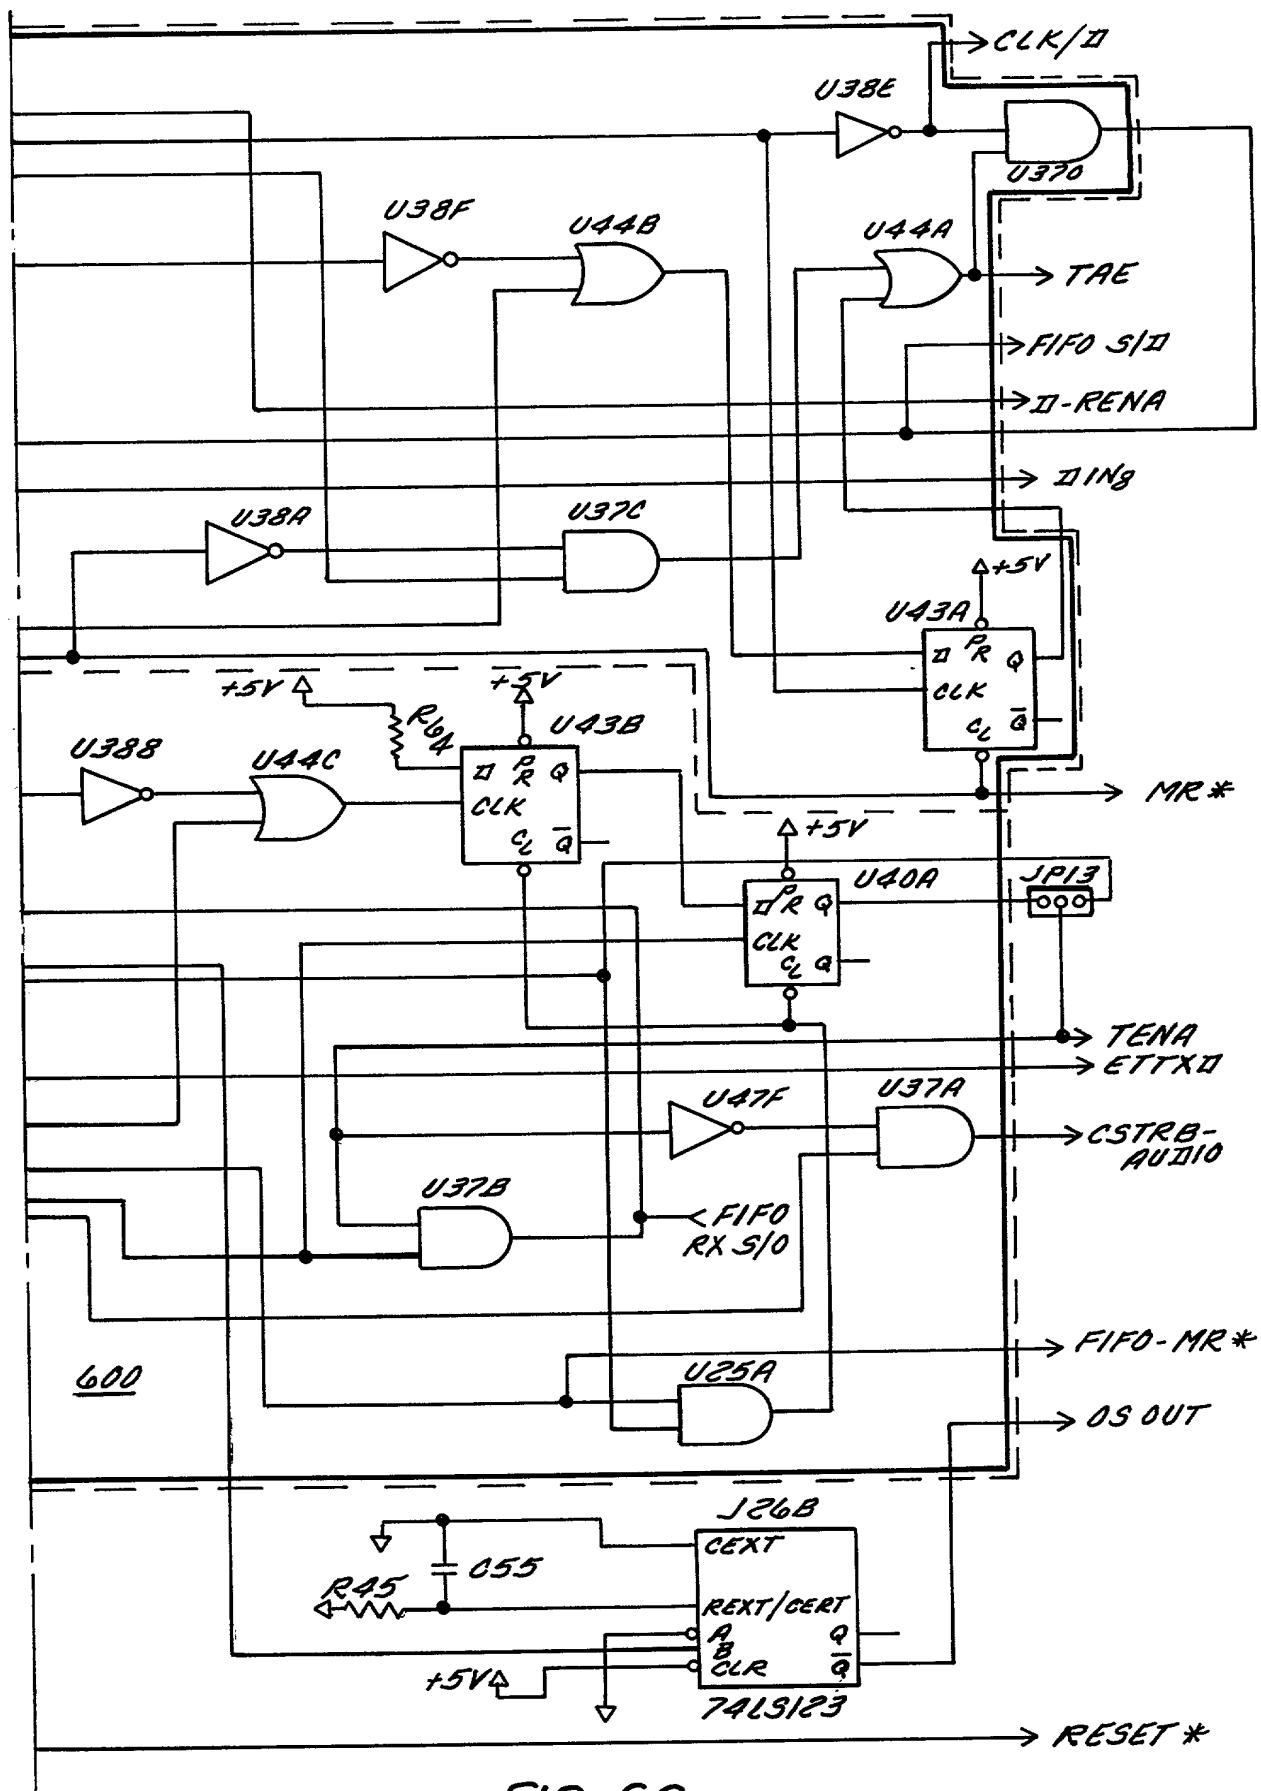 CLK/D
U38E
U370
U38F
U44B
U44A
TAE
FIFO S/D
D-RENA
DIN8
U38A
U37C
+5V
U43A
D PR Q
CLK
CL Q
+5V
+5V
R64
U43B
U388
U44C
D PR Q
CLK
CL Q
MR*
+5V
U40A
JP13
D PR Q
CLK
CL Q
TENA
ETTXD
U47F
U37A
CSTRB-
AUDIO
U37B
FIFO
RX S/O
600
FIFO-MR*
U25A
OS OUT
J26B
CEXT
C55
R45
REXT/CERT
A
B
CLR
Q
Q
+5V
74LS123
RESET*